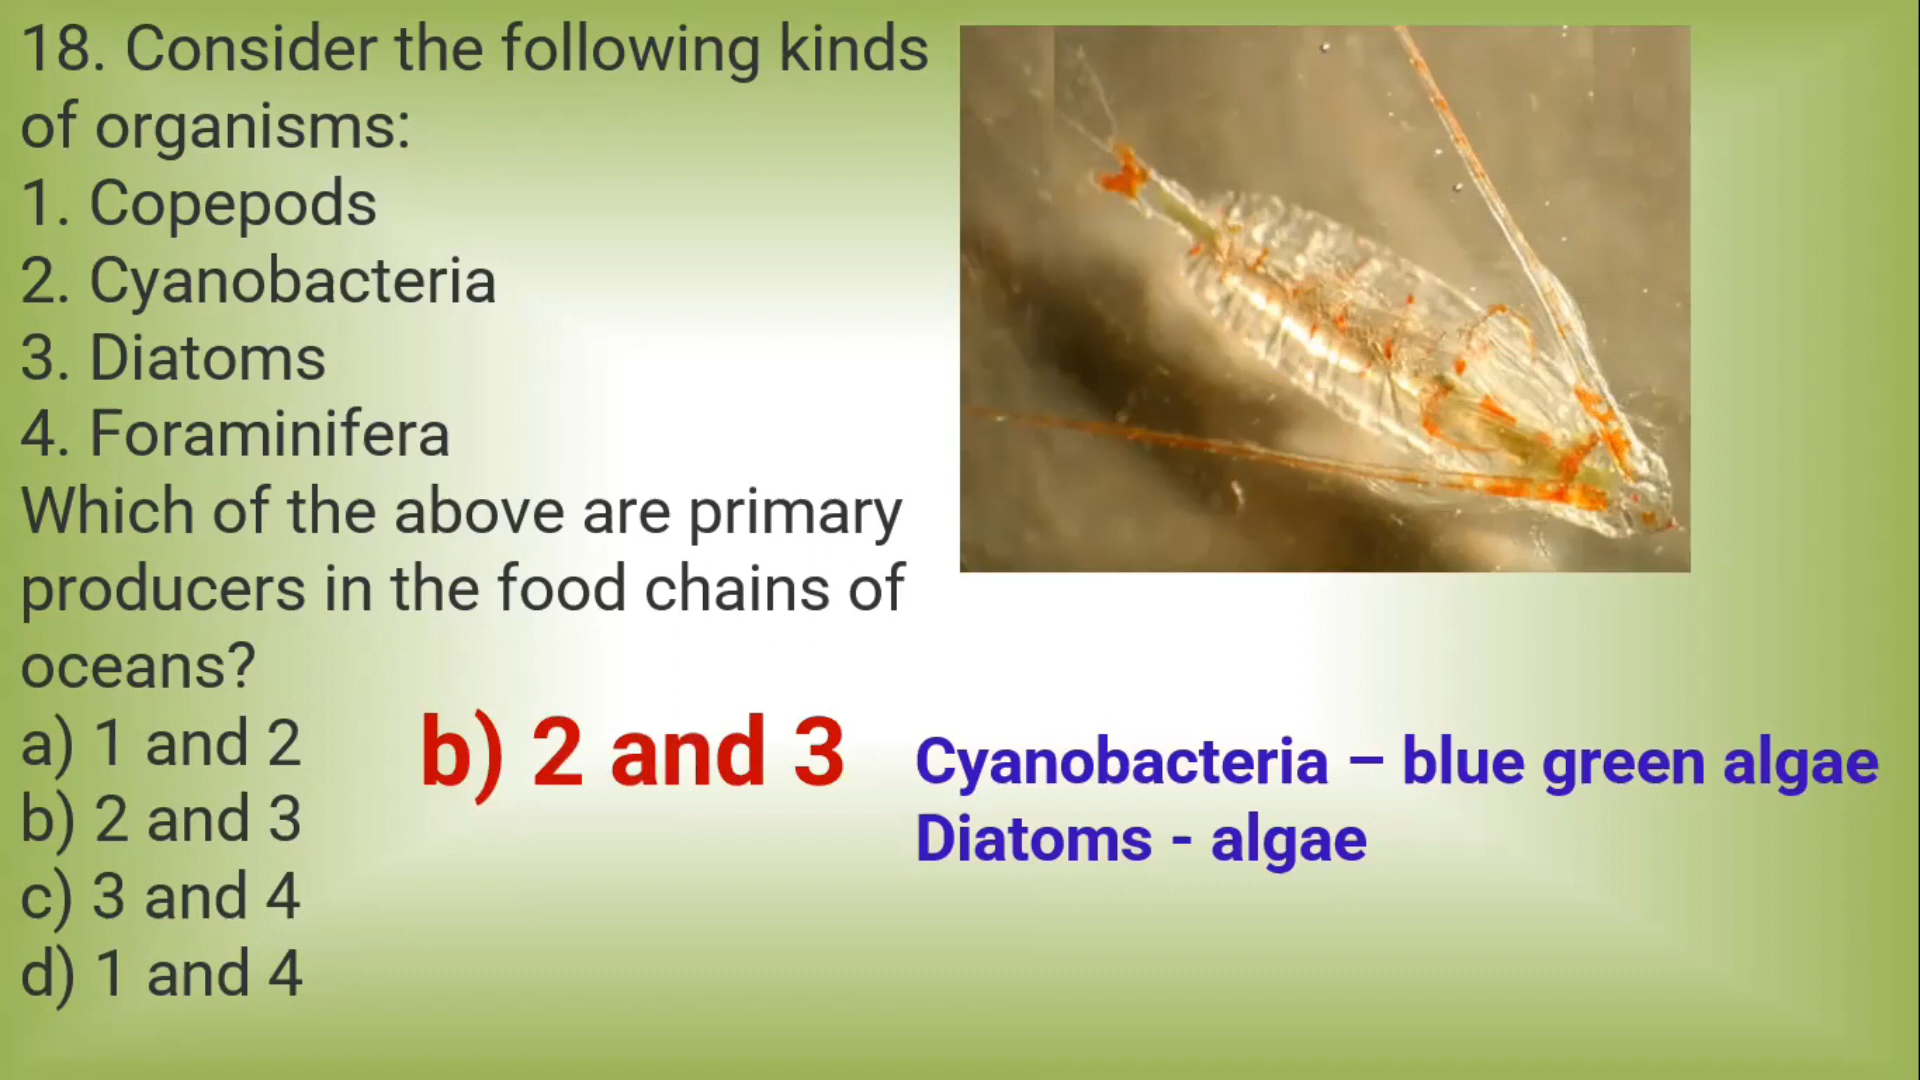 18. Consider the following kinds
of organisms:
1. Copepods
2. Cyanobacteria
3. Diatoms
4. Foraminifera
Which of the above are primary
producers in the food chains of
oceans?
a) 1 and 2
b) 2 and 3
c) 3 and 4
d) 1 and 4
b) 2 and 3
Cyanobacteria – blue green algae
Diatoms - algae